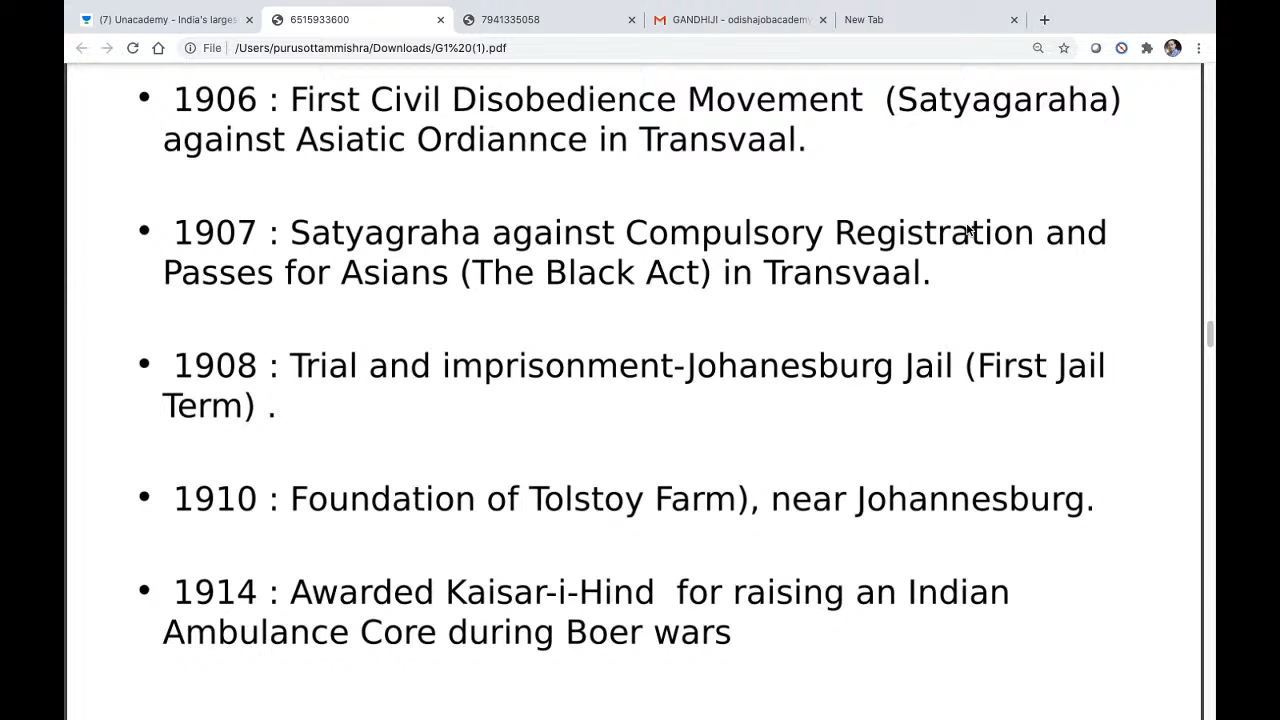 (7) Unacademy - India's larges
6515933600
7941335058
GANDHIJI - odishajobacademy
New Tab
File
/Users/purusottammishra/Downloads/G1%20(1).pdf
• 1906 : First Civil Disobedience Movement (Satyagaraha)
against Asiatic Ordiannce in Transvaal.
• 1907 : Satyagraha against Compulsory Registration and
Passes for Asians (The Black Act) in Transvaal.
• 1908 : Trial and imprisonment-Johanesburg Jail (First Jail
Term) .
• 1910 : Foundation of Tolstoy Farm), near Johannesburg.
• 1914 : Awarded Kaisar-i-Hind for raising an Indian
Ambulance Core during Boer wars